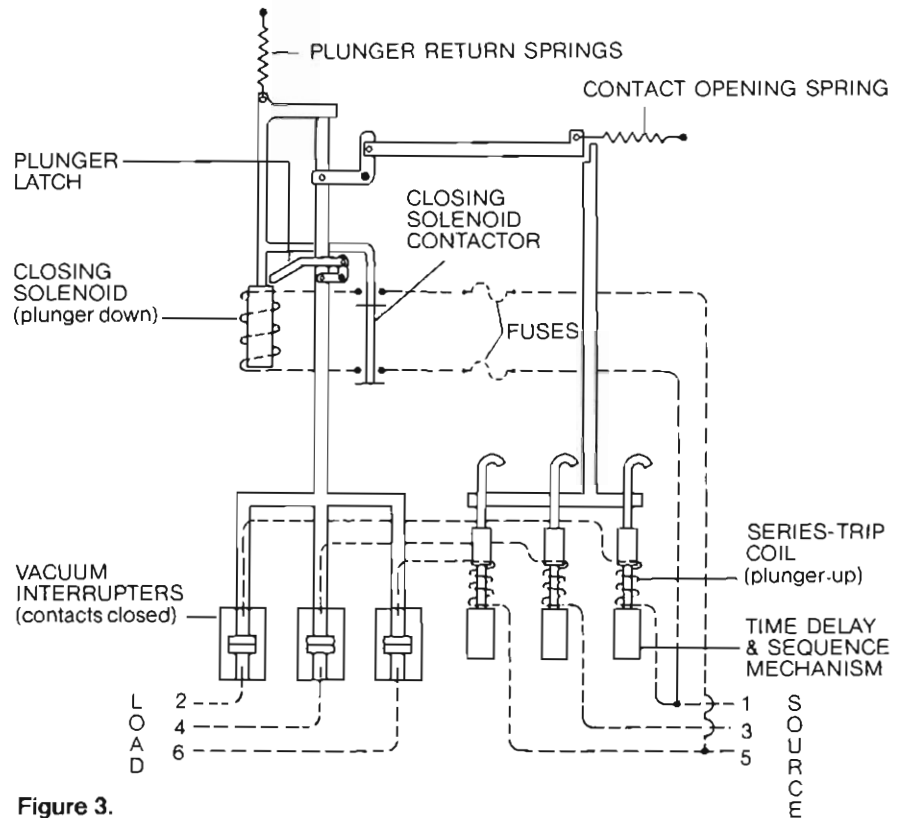 PLUNGER RETURN SPRINGS
CONTACT OPENING SPRING
PLUNGER
LATCH
CLOSING
SOLENOID
CONTACTOR
CLOSING
SOLENOID
(plunger down)
FUSES
SERIES-TRIP
COIL
(plunger-up)
VACUUM
INTERRUPTERS
(contacts closed)
TIME DELAY
& SEQUENCE
MECHANISM
LOAD
2
4
6
1
3
5
SOURCE
Figure 3.